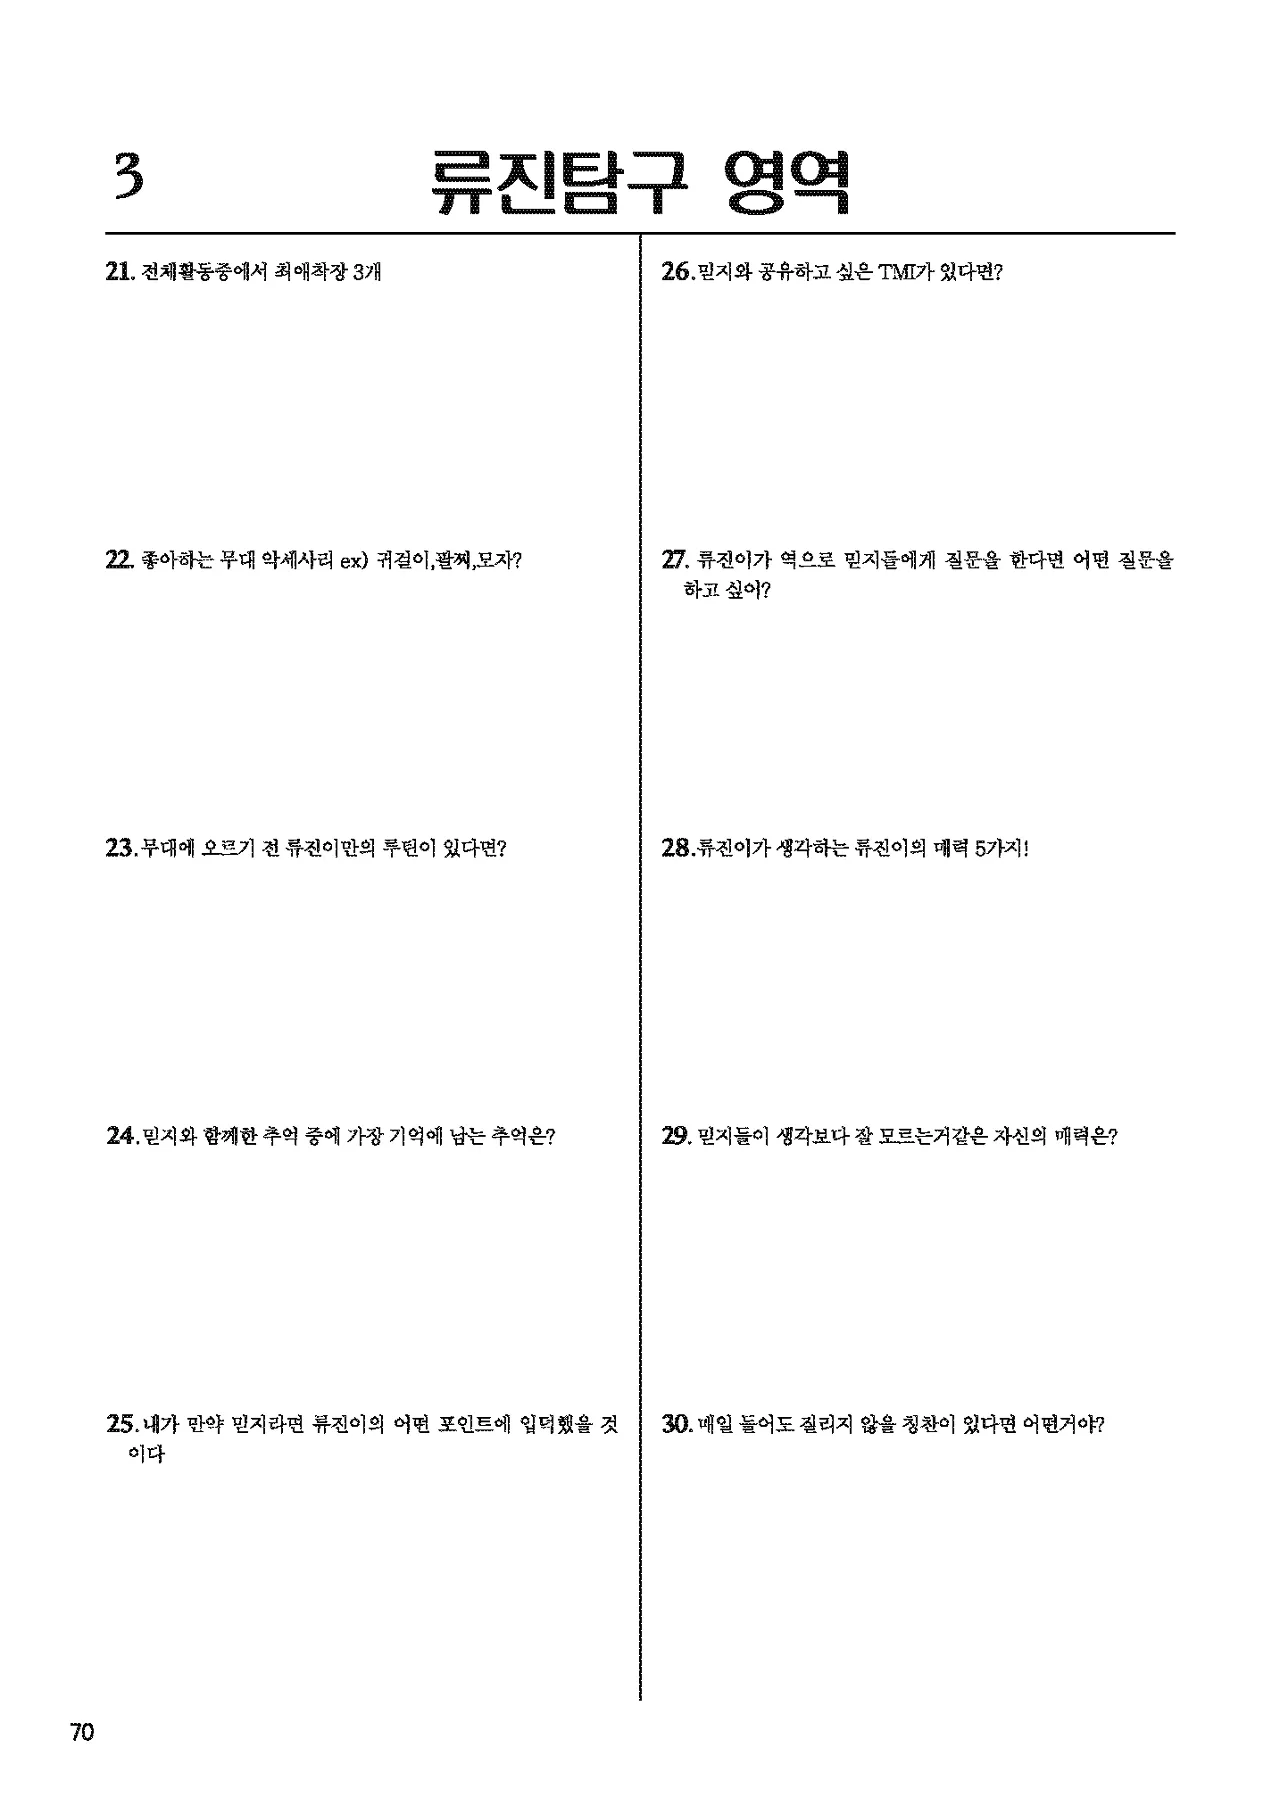 3
류진탐구 영역
21. 전체활동중에서 최애착장 3개
22. 좋아하는 무대 악세사리 ex) 귀걸이,팔찌,모자?
23.무대에 오르기 전 류진이만의 루틴이 있다면?
24.믿지와 함께한 추억 중에 가장 기억에 남는 추억은?
25.내가 만약 믿지라면 류진이의 어떤 포인트에 입덕했을 것
이다
26.믿지와 공유하고 싶은 TMI가 있다면?
27. 류진이가 역으로 믿지들에게 질문을 한다면 어떤 질문을
하고 싶어?
28.류진이가 생각하는 류진이의 매력 5가지!
29. 믿지들이 생각보다 잘 모르는거같은 자신의 매력은?
30.매일 들어도 질리지 않을 칭찬이 있다면 어떤거야?
70